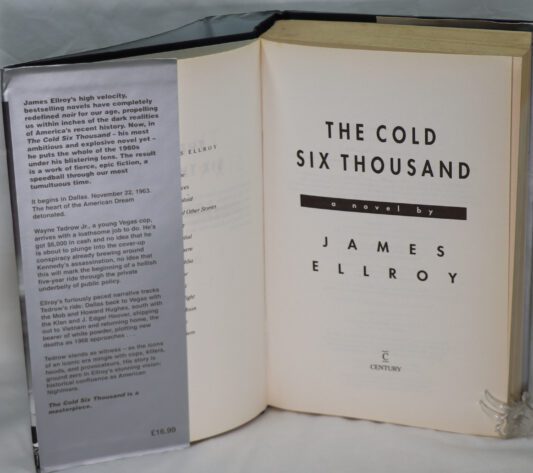 James Ellroy's high velocity,
bestselling novels have completely
redefined noir for our age, propelling
us within inches of the dark realities
of America's recent history. Now, in
The Cold Six Thousand – his most
ambitious and explosive novel yet –
he puts the whole of the 1960s
under his blistering lens. The result
is a work of fierce, epic fiction, a
speedball through our most
tumultuous time.
It begins in Dallas. November 22, 1963.
The heart of the American Dream
detonated.
Wayne Tedrow Jr., a young Vegas cop,
arrives with a loathsome job to do. He's
got $6,000 in cash and no idea that he
is about to plunge into the cover-up
conspiracy already brewing around
Kennedy's assassination, no idea that
this will mark the beginning of a hellish
five-year ride through the private
underbelly of public policy.
Ellroy's furiously paced narrative tracks
Tedrow's ride: Dallas back to Vegas with
the Mob and Howard Hughes, south with
the Klan and J. Edgar Hoover, shipping
out to Vietnam and returning home, the
bearer of white powder, plotting new
deaths as 1968 approaches . . .
Tedrow stands as witness – as the icons
of an iconic era mingle with cops, killers,
hoods, and provocateurs. His story is
ground zero in Ellroy's stunning vision:
historical confluence as American
Nightmare.
The Cold Six Thousand is a
masterpiece.
£16.99
S ELLROY
Other Stories
THE COLD
SIX THOUSAND
a novel by
JAMES
ELLROY
C
CENTURY